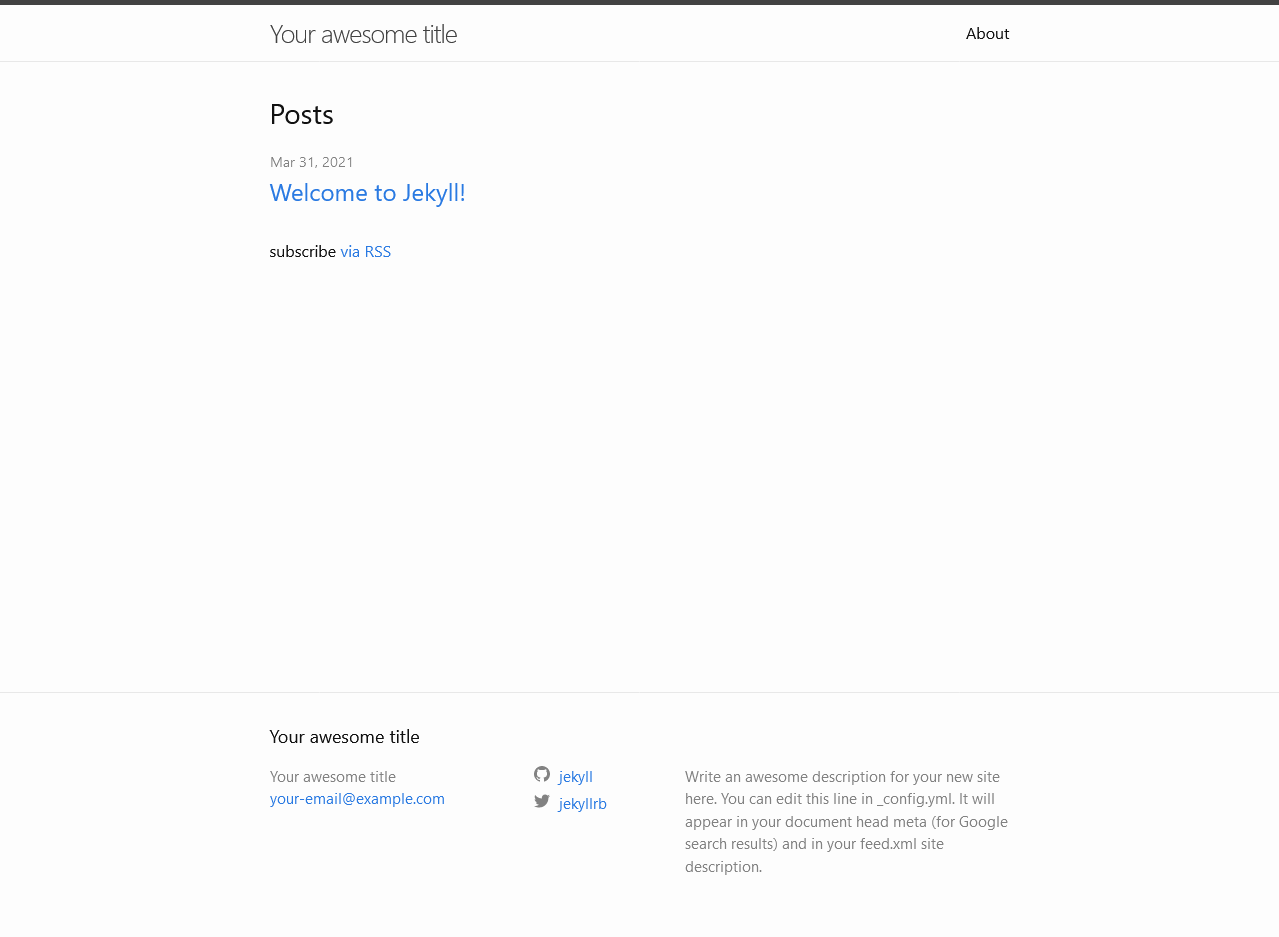 Your awesome title
About
Posts
Mar 31, 2021
Welcome to Jekyll!
subscribe via RSS
Your awesome title
Your awesome title
your-email@example.com
jekyll
jekyllrb
Write an awesome description for your new site
here. You can edit this line in _config.yml. It will
appear in your document head meta (for Google
search results) and in your feed.xml site
description.